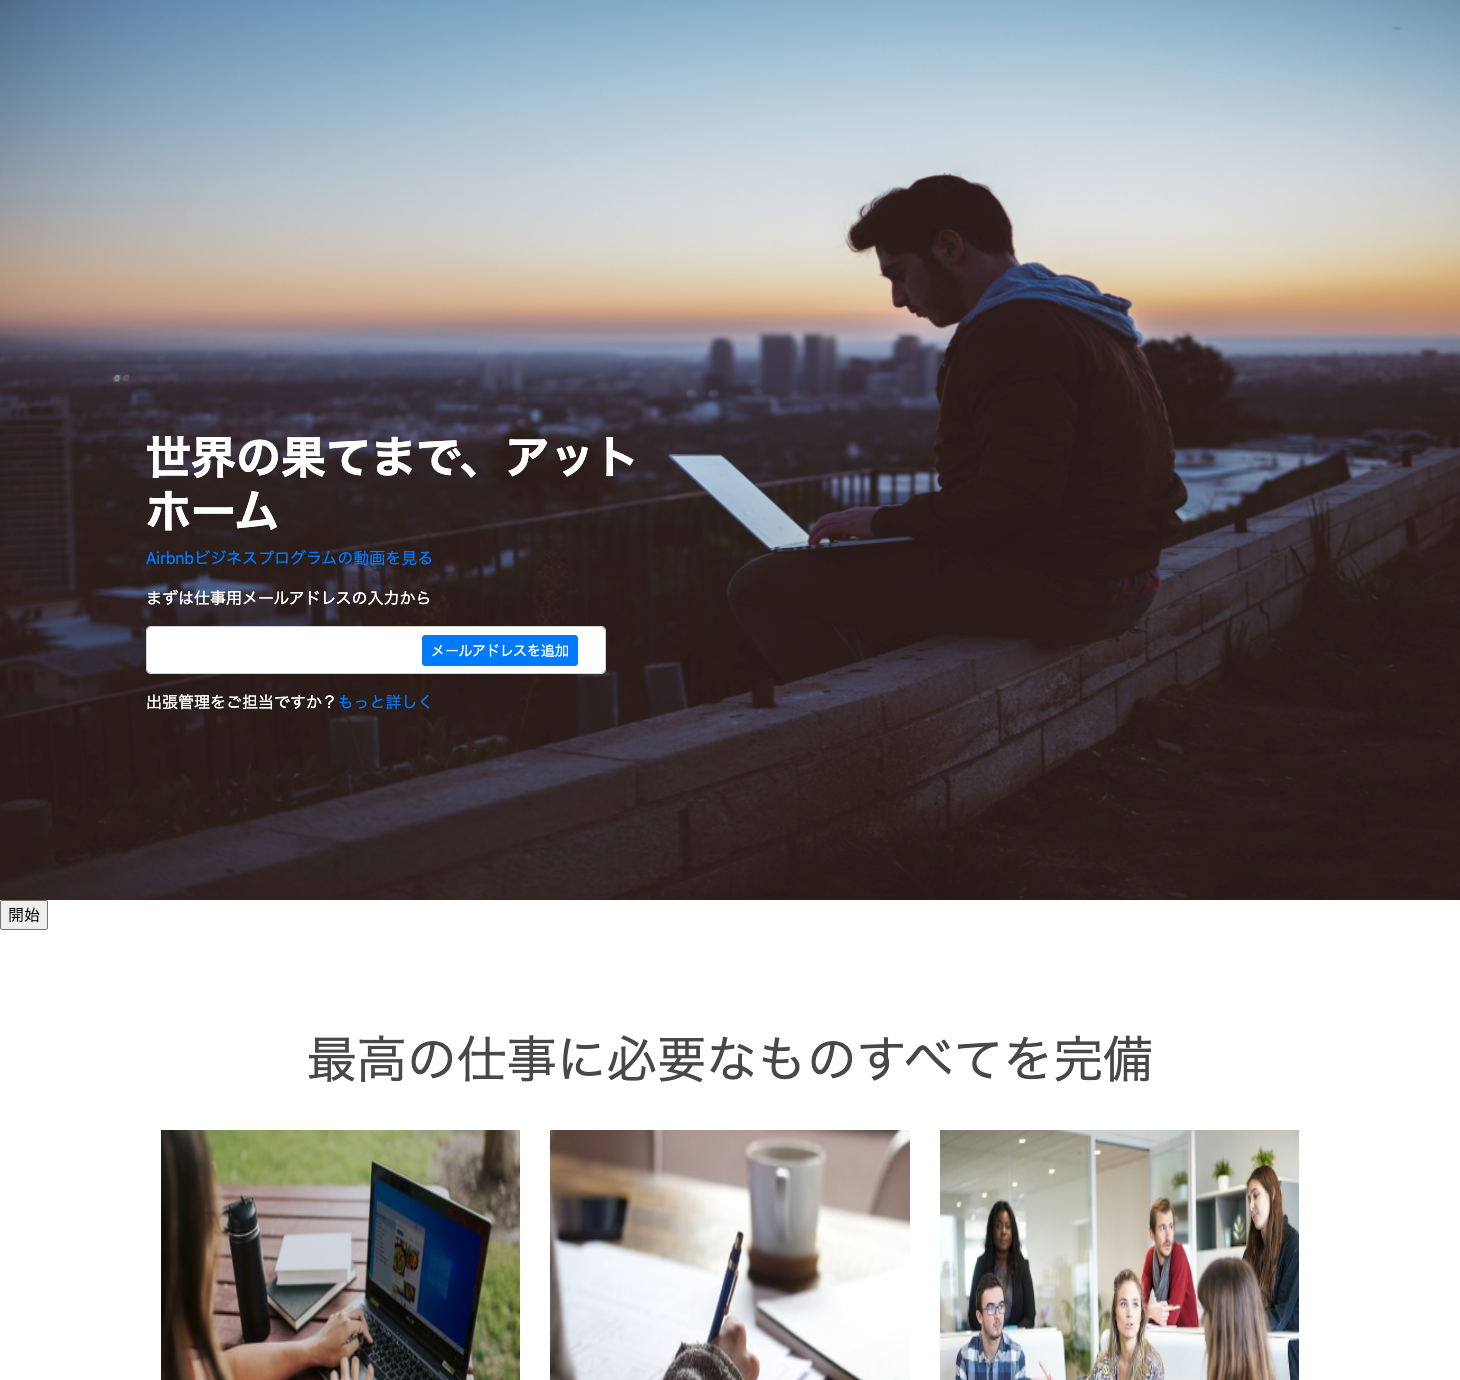 世界の果てまで、アット
ホーム
Airbnbビジネスプログラムの動画を見る
まずは仕事用メールアドレスの入力から
メールアドレスを追加
出張管理をご担当ですか？もっと詳しく
開始
最高の仕事に必要なものすべてを完備